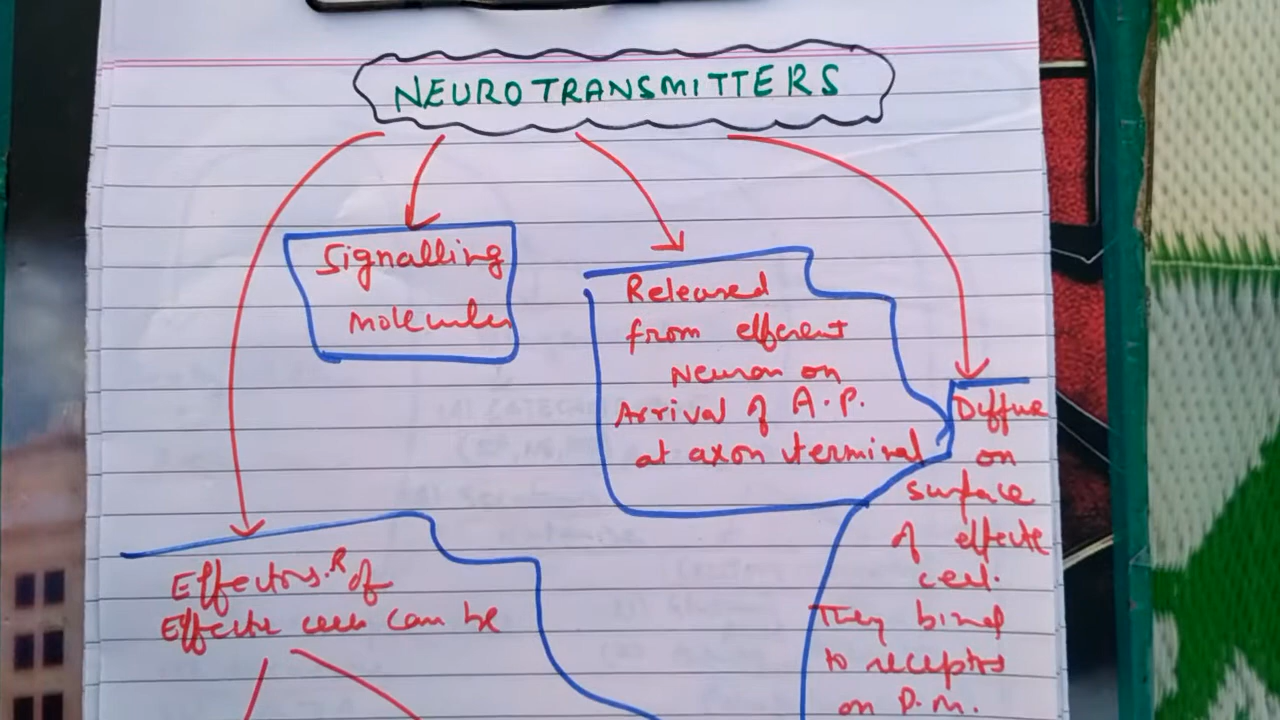 NEUROTRANSMITTERS
Signalling
molecules
Released
from efferent
Neuron on
Arrival of A.P.
at axon terminal
Diffuse
on
surface
of effector
cell.
They bind
to receptors
on P.M.
Effectors. R of
Effector cell can be